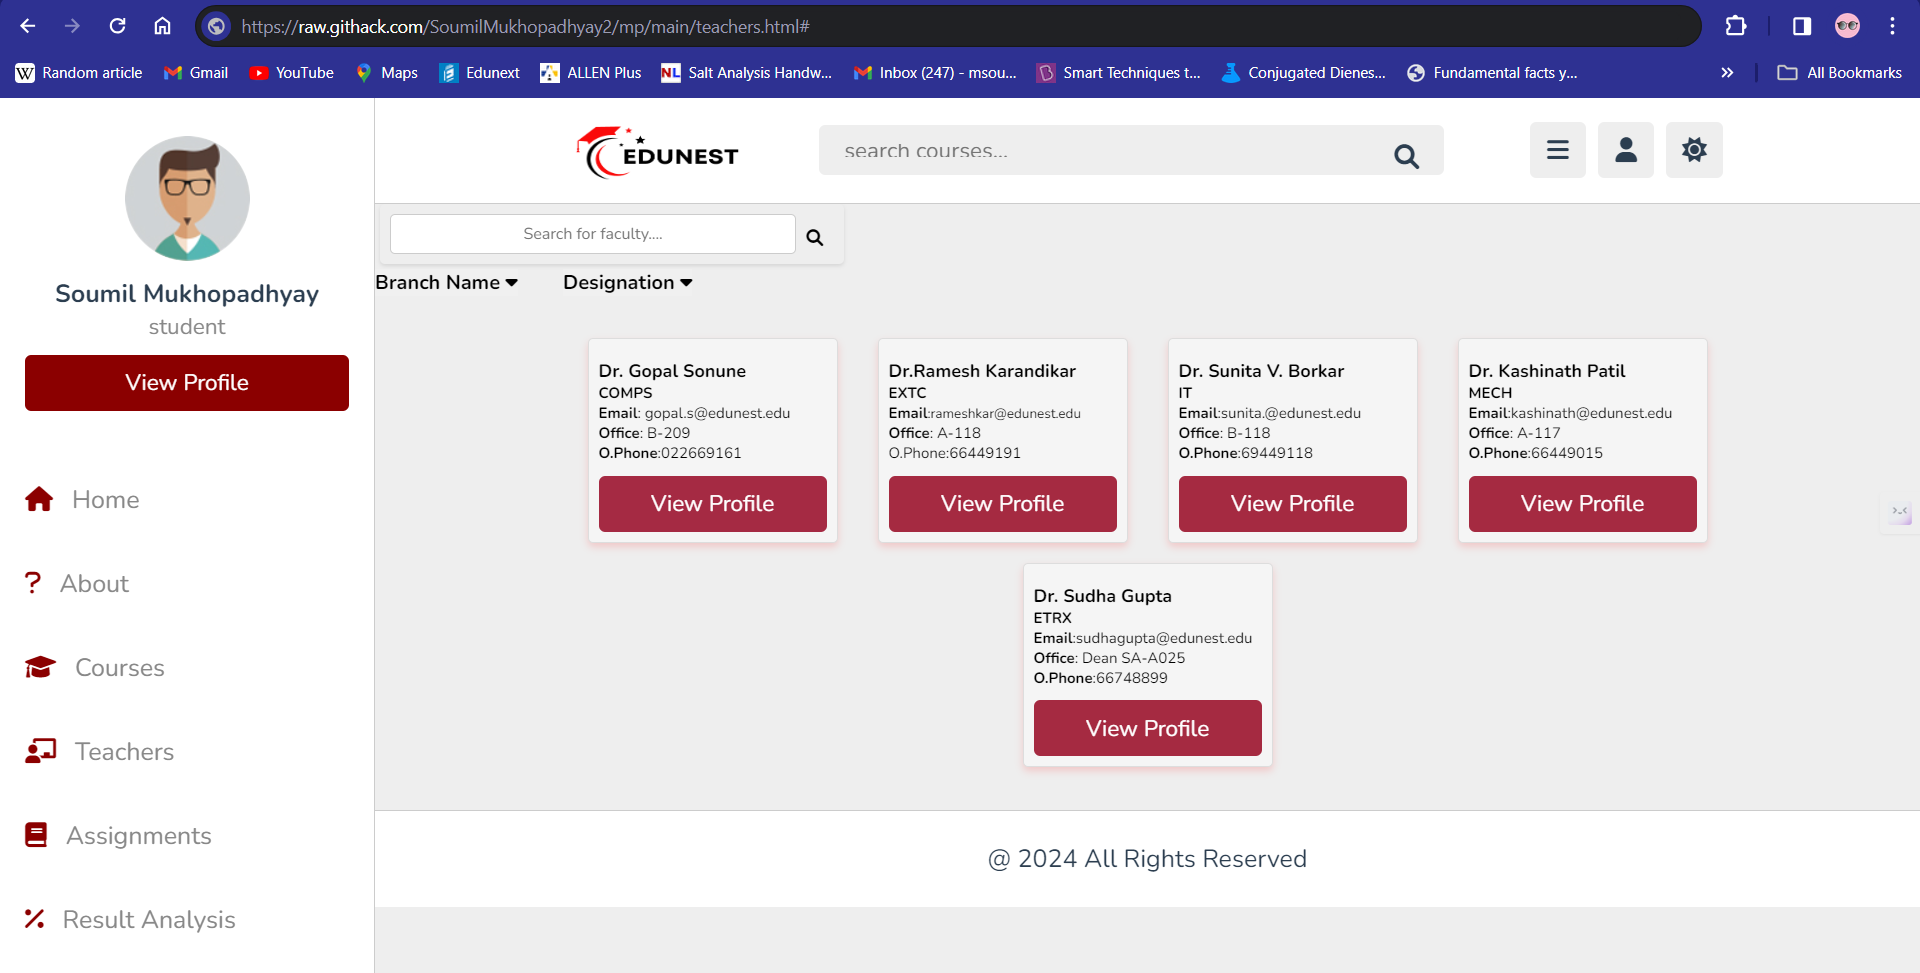 https://raw.githack.com/SoumilMukhopadhyay2/mp/main/teachers.html#
Random article
Gmail
YouTube
Maps
Edunext
ALLEN Plus
NL Salt Analysis Handw...
Inbox (247) - msou...
Smart Techniques t...
Conjugated Dienes...
Fundamental facts y...
All Bookmarks
Soumil Mukhopadhyay
student
View Profile
Home
? About
Courses
Teachers
Assignments
Result Analysis
EDUNEST
search courses...
Search for faculty....
Branch Name
Designation
Dr. Gopal Sonune
COMPS
Email: gopal.s@edunest.edu
Office: B-209
O.Phone:022669161
View Profile
Dr.Ramesh Karandikar
EXTC
Email:rameshkar@edunest.edu
Office: A-118
O.Phone:66449191
View Profile
Dr. Sunita V. Borkar
IT
Email:sunita.@edunest.edu
Office: B-118
O.Phone:69449118
View Profile
Dr. Kashinath Patil
MECH
Email:kashinath@edunest.edu
Office: A-117
O.Phone:66449015
View Profile
Dr. Sudha Gupta
ETRX
Email:sudhagupta@edunest.edu
Office: Dean SA-A025
O.Phone:66748899
View Profile
@ 2024 All Rights Reserved